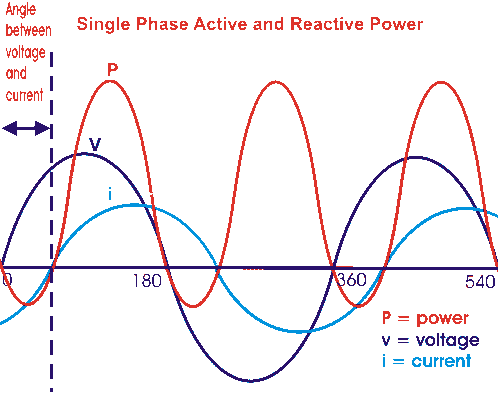 Angle
between
voltage
and
current
Single Phase Active and Reactive Power
P
V
i
0
180
360
540
P = power
v = voltage
i = current